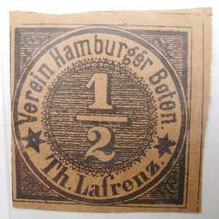 Verein Hamburger Boten.
1/2
Th. Lafrenz.